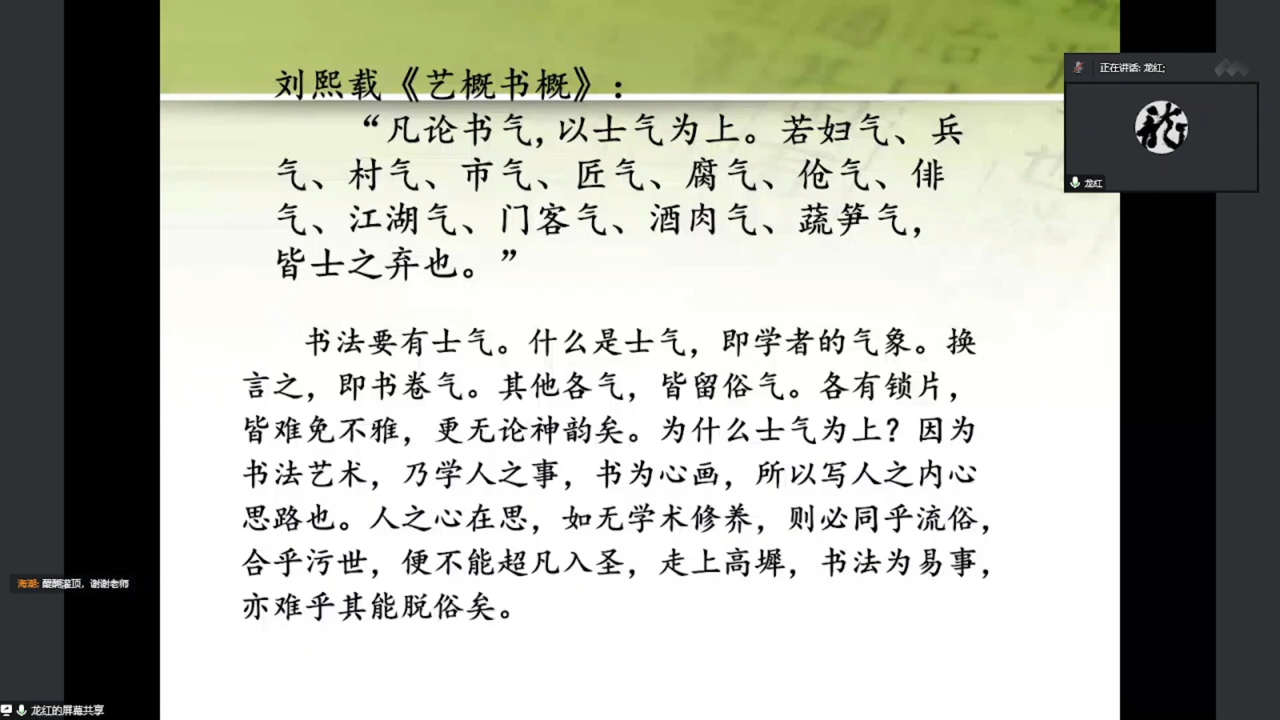 刘熙载《艺概书概》：
“凡论书气，以士气为上。若妇气、兵
气、村气、市气、匠气、腐气、伧气、俳
气、江湖气、门客气、酒肉气、蔬笋气，
皆士之弃也。”
书法要有士气。什么是士气，即学者的气象。换
言之，即书卷气。其他各气，皆留俗气。各有锁片，
皆难免不雅，更无论神韵矣。为什么士气为上？因为
书法艺术，乃学人之事，书为心画，所以写人之内心
思路也。人之心在思，如无学术修养，则必同乎流俗，
合乎污世，便不能超凡入圣，走上高墀，书法为易事，
亦难乎其能脱俗矣。
正在讲话: 龙红;
龍
龙红
海潮: 醍醐灌顶，谢谢老师
龙红的屏幕共享